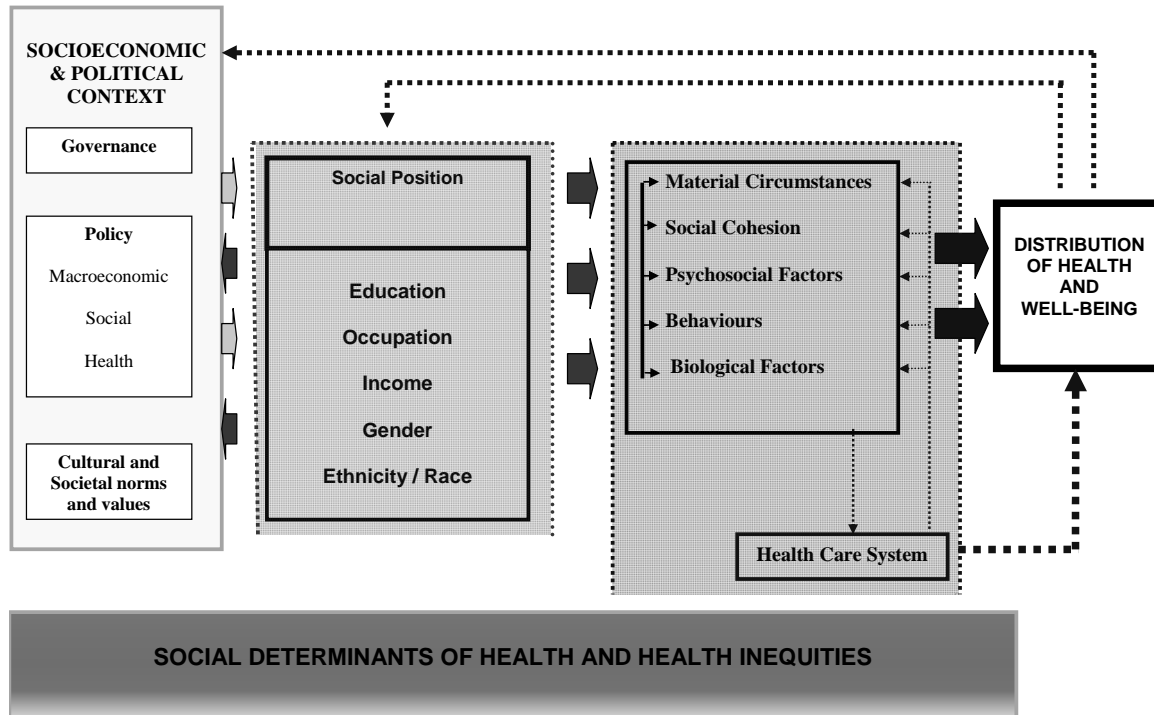 SOCIOECONOMIC
& POLITICAL
CONTEXT
Governance
Policy
Macroeconomic
Social
Health
Cultural and
Societal norms
and values
Social Position
Education
Occupation
Income
Gender
Ethnicity / Race
Material Circumstances
Social Cohesion
Psychosocial Factors
Behaviours
Biological Factors
Health Care System
DISTRIBUTION
OF HEALTH
AND
WELL-BEING
SOCIAL DETERMINANTS OF HEALTH AND HEALTH INEQUITIES